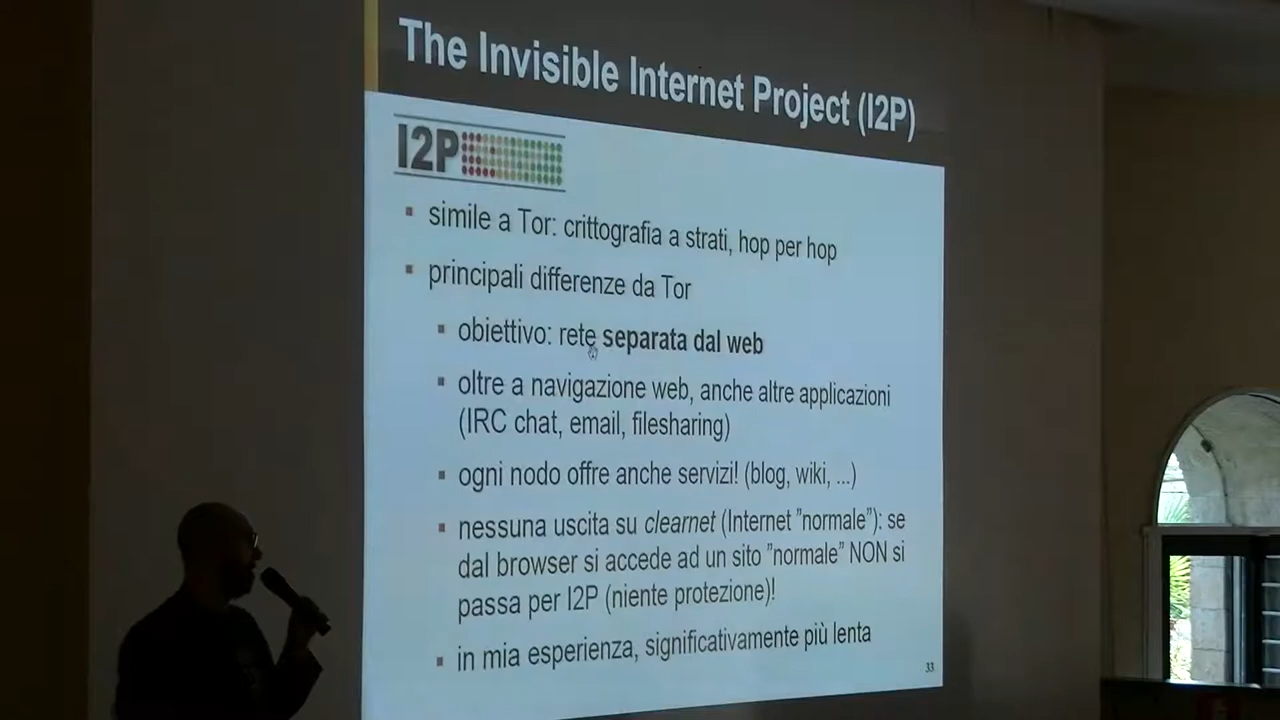 The Invisible Internet Project (I2P)
I2P
simile a Tor: crittografia a strati, hop per hop
principali differenze da Tor
obiettivo: rete separata dal web
oltre a navigazione web, anche altre applicazioni
(IRC chat, email, filesharing)
ogni nodo offre anche servizi! (blog, wiki, ...)
nessuna uscita su clearnet (Internet ”normale”): se
dal browser si accede ad un sito ”normale” NON si
passa per I2P (niente protezione)!
in mia esperienza, significativamente più lenta
33